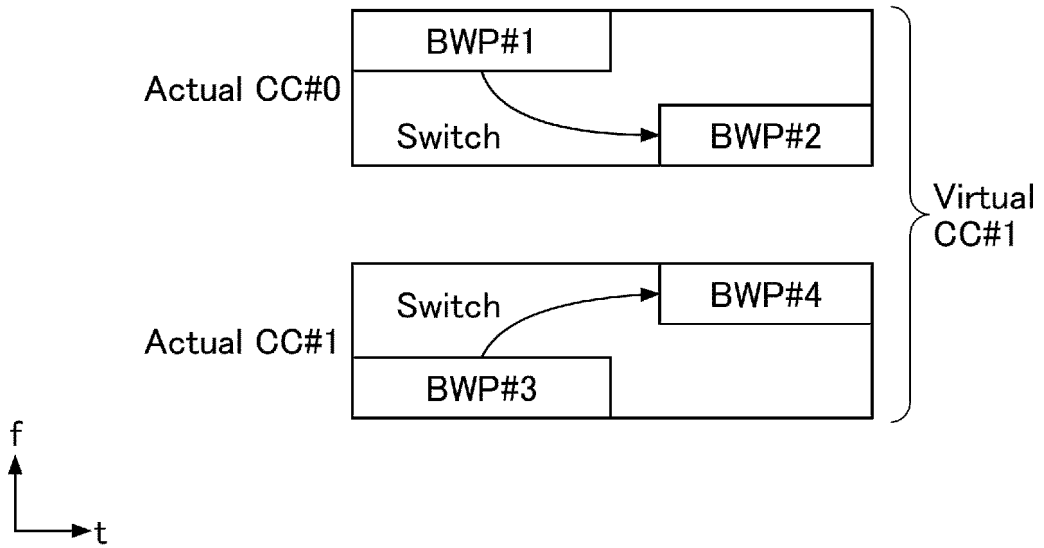 BWP#1
Actual CC#0
Switch
BWP#2
Virtual
CC#1
BWP#4
Switch
Actual CC#1
BWP#3
f
t